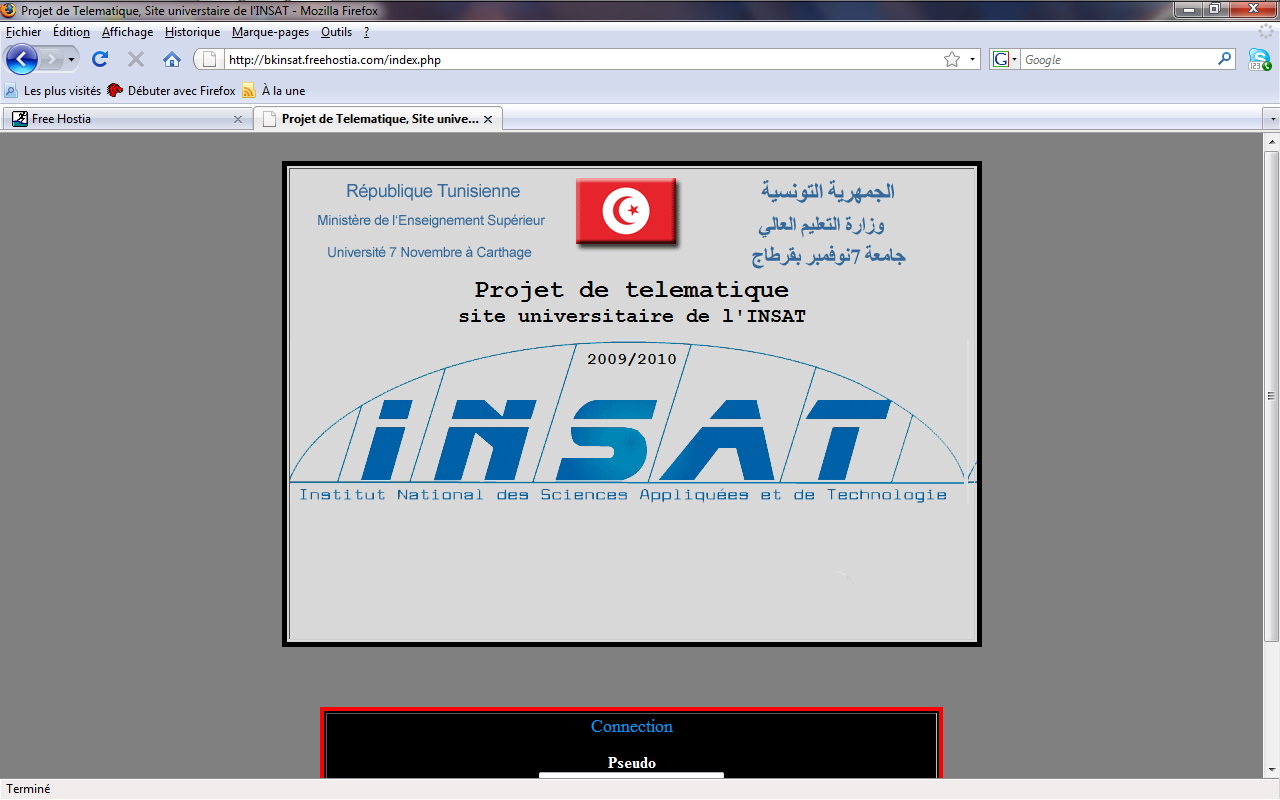 Projet de Telematique, Site universtaire de l'INSAT - Mozilla Firefox
Fichier Édition Affichage Historique Marque-pages Outils ?
http://bkinsat.freehostia.com/index.php
G Google
123
Les plus visités Débuter avec Firefox À la une
Free Hostia
Projet de Telematique, Site unive...
République Tunisienne
الجمهرية التونسية
Ministère de l'Enseignement Supérieur
وزارة التعليم العالي
Université 7 Novembre à Carthage
جامعة 7نوفمبر بقرطاج
Projet de telematique
site universitaire de l'INSAT
2009/2010
iNSAT
Institut National des Sciences Appliquées et de Technologie
Connection
Pseudo
Terminé